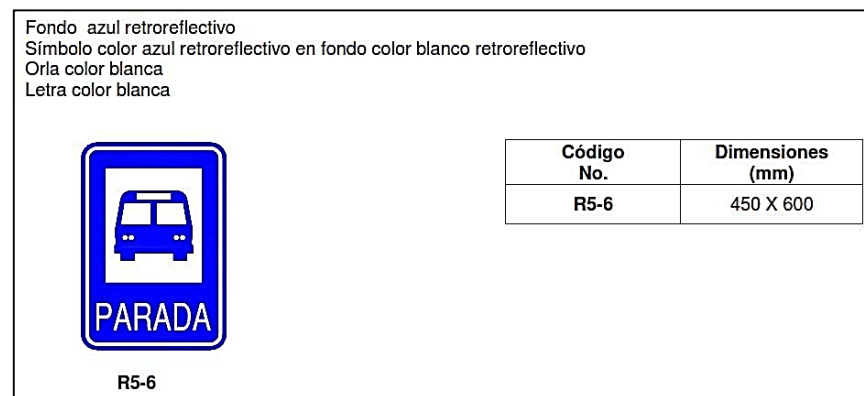 Fondo azul retroreflectivo
Símbolo color azul retroreflectivo en fondo color blanco retroreflectivo
Orla color blanca
Letra color blanca
PARADA
R5-6
Código No.
Dimensiones (mm)
R5-6
450 X 600